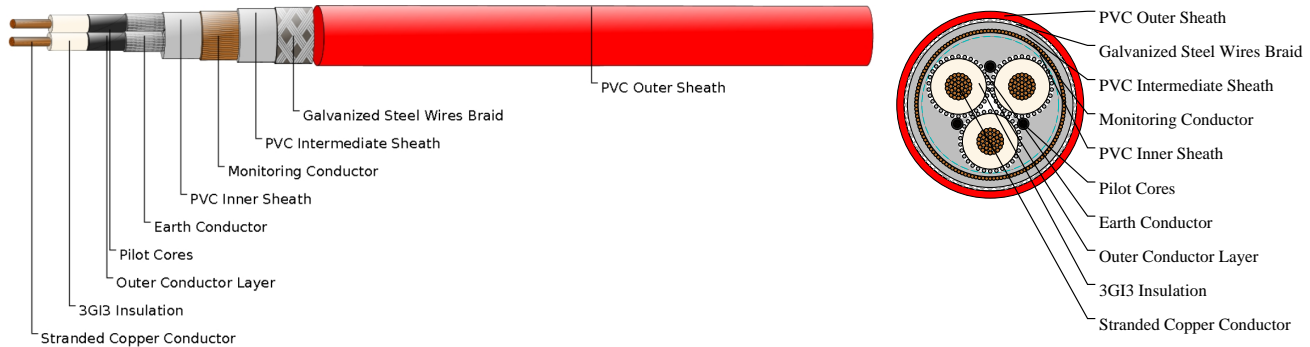 PVC Outer Sheath
Galvanized Steel Wires Braid
PVC Intermediate Sheath
Monitoring Conductor
PVC Inner Sheath
Earth Conductor
Pilot Cores
Outer Conductor Layer
3GI3 Insulation
Stranded Copper Conductor
PVC Outer Sheath
Galvanized Steel Wires Braid
PVC Intermediate Sheath
Monitoring Conductor
PVC Inner Sheath
Pilot Cores
Earth Conductor
Outer Conductor Layer
3GI3 Insulation
Stranded Copper Conductor